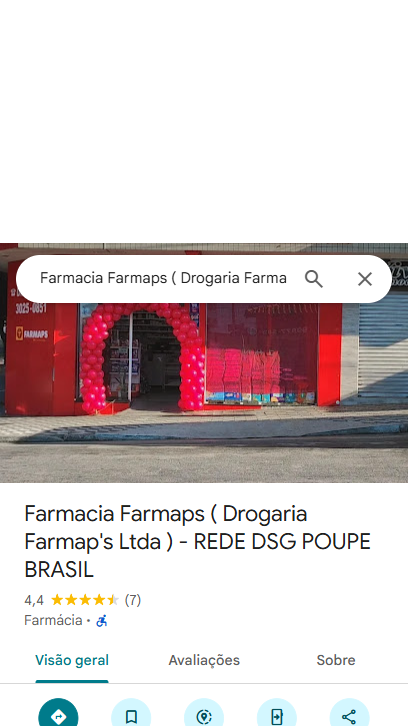 Farmacia Farmaps ( Drogaria Farma
3025-0851
FARMAPS
Farmacia Farmaps ( Drogaria
Farmap's Ltda ) - REDE DSG POUPE
BRASIL
4,4 (7)
Farmácia ·
Visão geral Avaliações Sobre